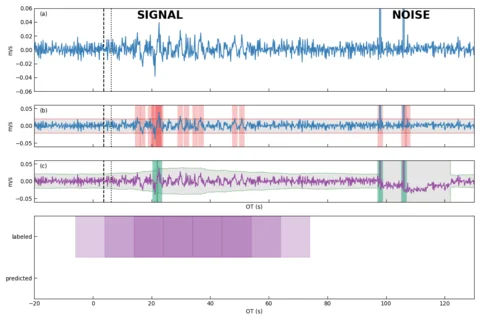 (a) SIGNAL NOISE
0.06
0.04
0.02
m/s 0.00
−0.02
−0.04
−0.06
(b)
0.05
m/s 0.00
−0.05
(c)
0.05
m/s 0.00
−0.05
OT (s)
labeled
predicted
−20 0 20 40 60 80 100 120
OT (s)